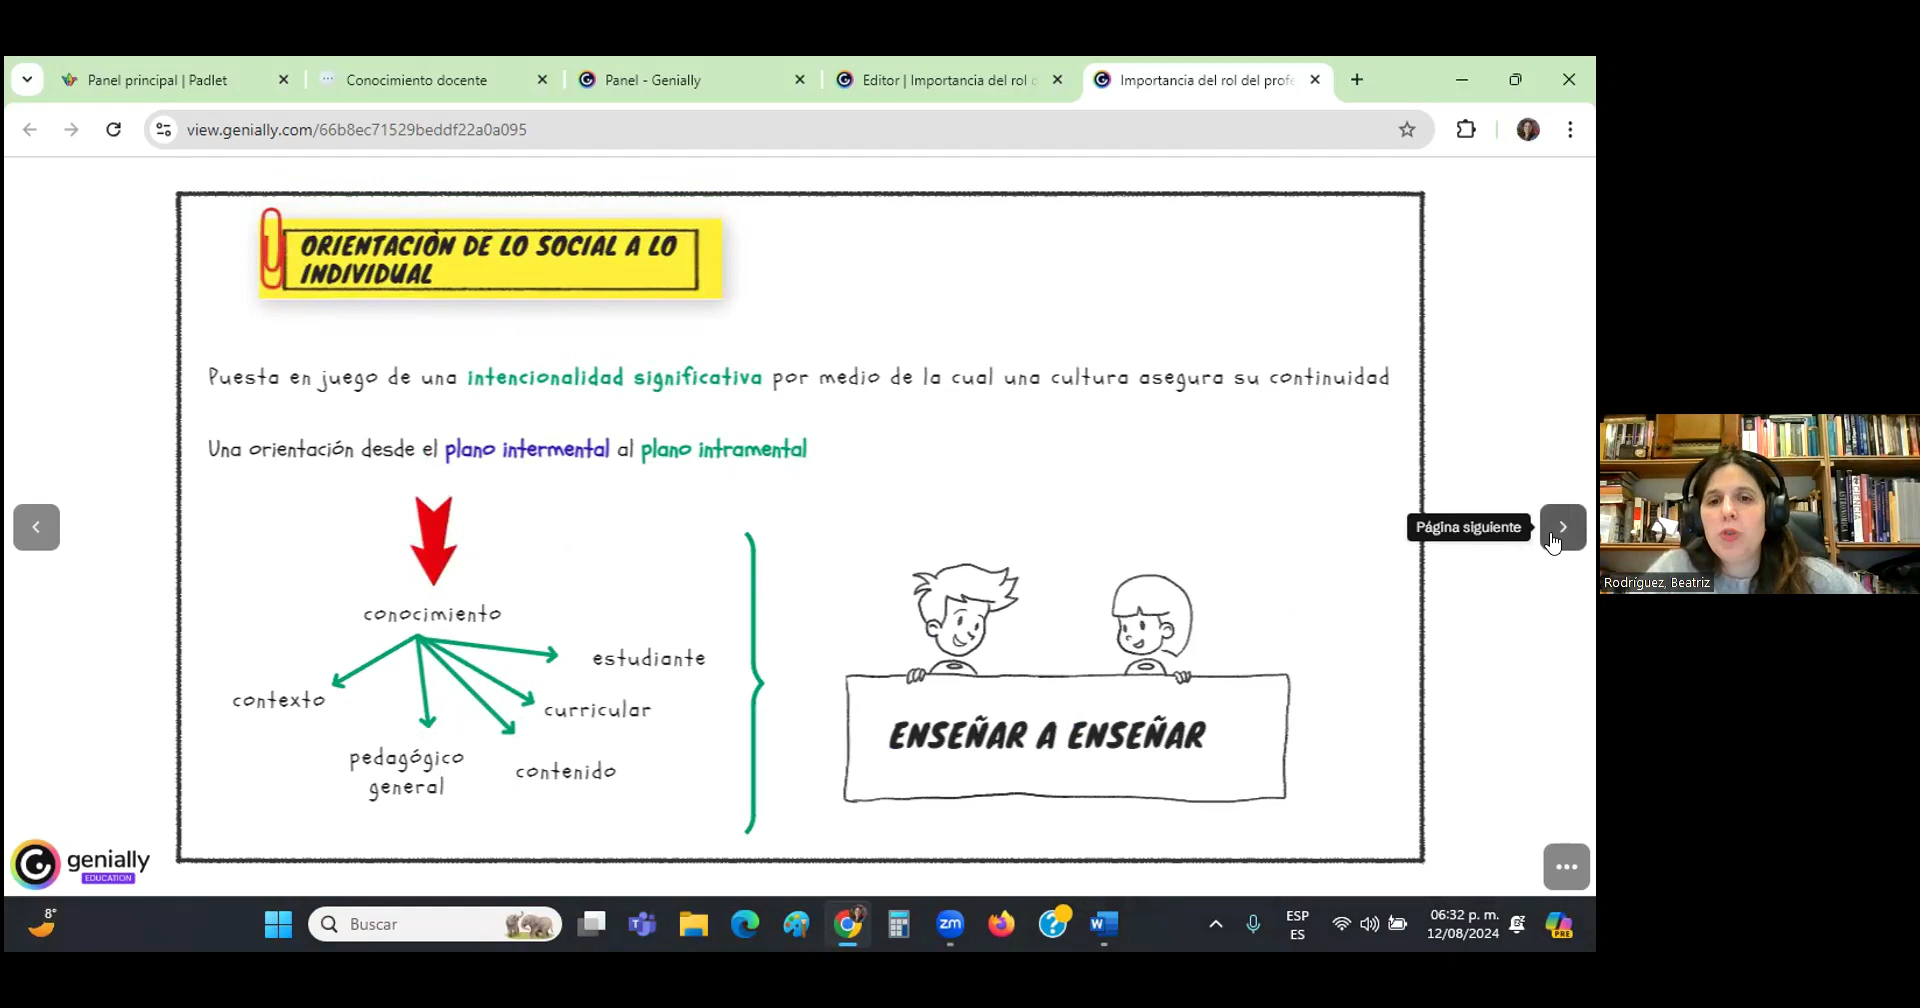 Panel principal | Padlet
Conocimiento docente
Panel - Genially
Editor | Importancia del rol
Importancia del rol del profe
view.genially.com/66b8ec71529beddf22a0a095
ORIENTACIÒN DE LO SOCIAL A LO
INDIVIDUAL
Puesta en juego de una intencionalidad significativa por medio de la cual una cultura asegura su continuidad
Una orientación desde el plano intermental al plano intramental
Página siguiente
Rodríguez, Beatriz
conocimiento
estudiante
contexto
curricular
pedagógico
general
contenido
ENSEÑAR A ENSEÑAR
genially
EDUCATION
8°
Buscar
zm
W
PRE
ESP
ES
06:32 p. m.
12/08/2024